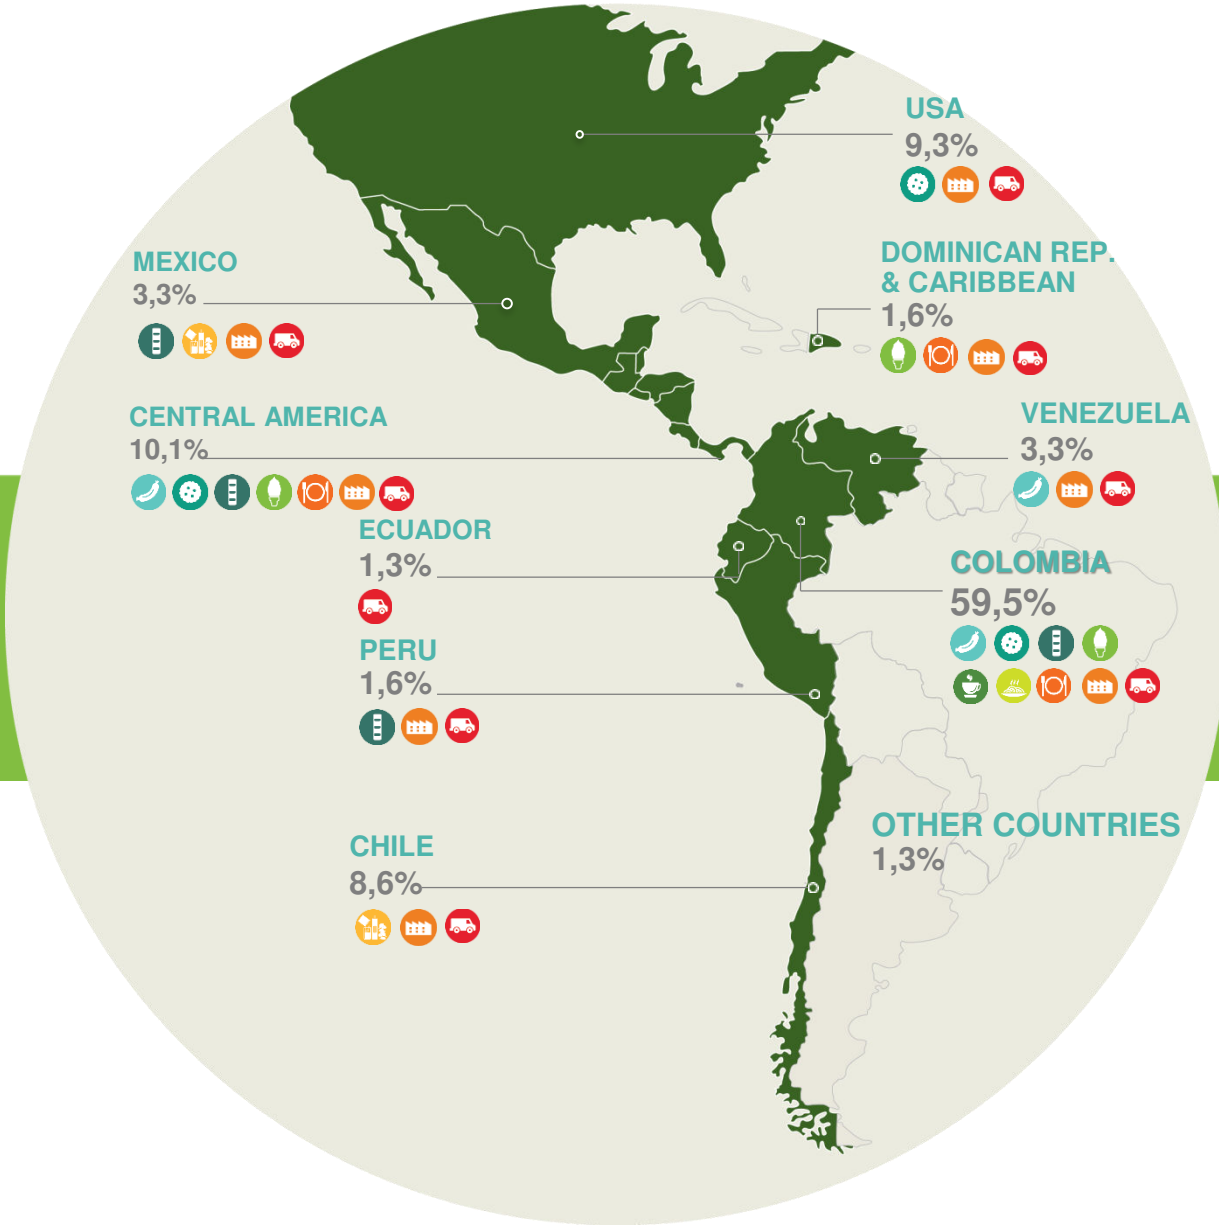 USA
9,3%
DOMINICAN REP.
& CARIBBEAN
1,6%
MEXICO
3,3%
CENTRAL AMERICA
10,1%
VENEZUELA
3,3%
ECUADOR
1,3%
COLOMBIA
59,5%
PERU
1,6%
OTHER COUNTRIES
1,3%
CHILE
8,6%